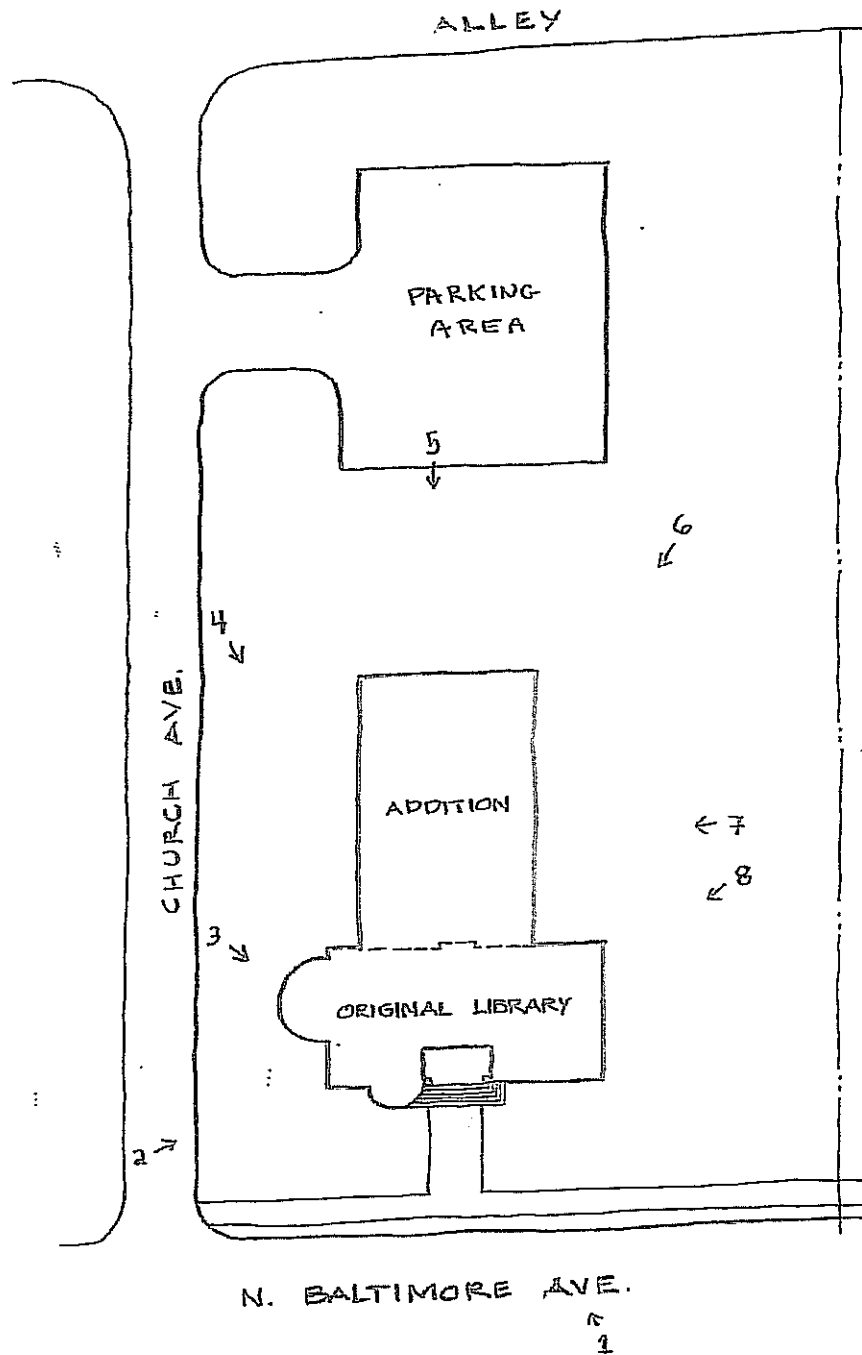 ALLEY
PARKING
AREA
5
6
4
CHURCH AVE.
ADDITION
7
8
3
ORIGINAL LIBRARY
2
N. BALTIMORE AVE.
1